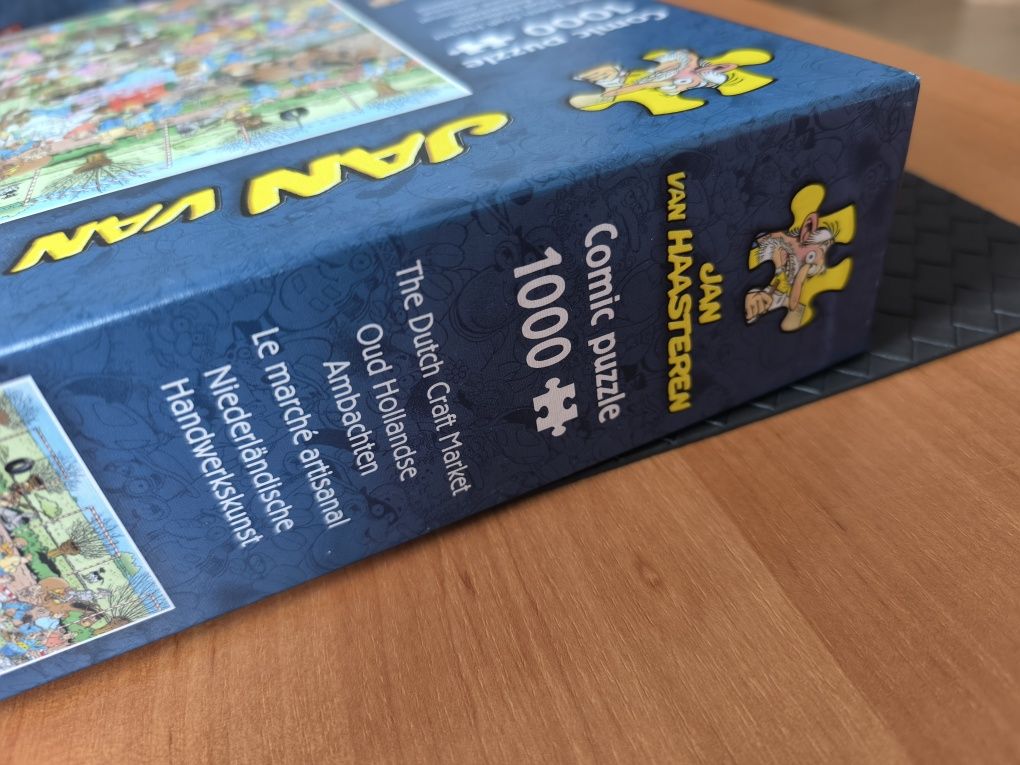 JAN
VAN HAASTEREN
Comic puzzle
1000
The Dutch Craft Market
Oud Hollandse
Ambachten
Le marché artisanal
Niederländische
Handwerkskunst
JAN VAN
Comic puzzle
1000